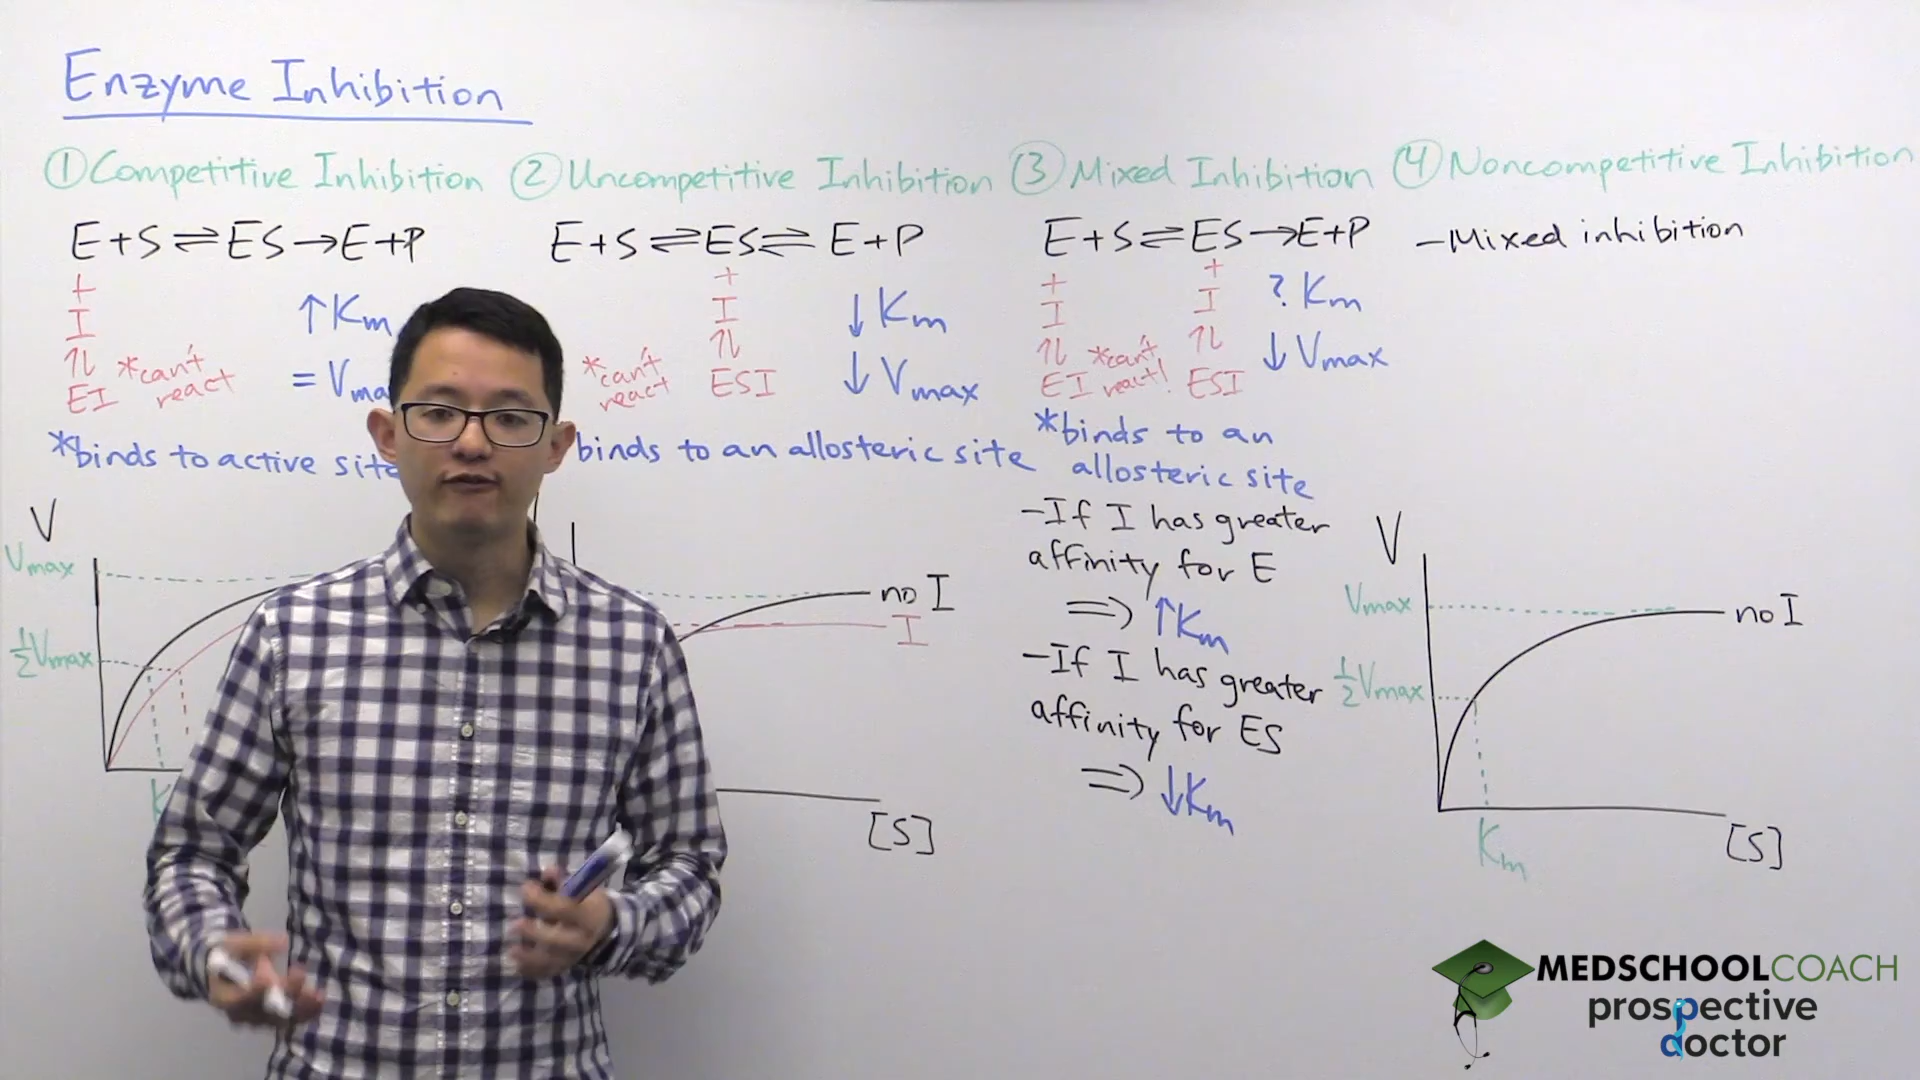 Enzyme Inhibition
① Competitive Inhibition
E+S ⇌ ES → E+P
+
I
⇌
EI
*can't
react
↑Km
= Vma
*binds to active site
V
Vmax
½Vmax
② Uncompetitive Inhibition
E+S ⇌ ES ⇌ E+P
+
I
⇌
ESI
*can't
react
↓Km
↓Vmax
binds to an allosteric site
no I
I
[S]
③ Mixed Inhibition
E+S ⇌ ES → E+P
+
I
⇌
EI
*can't
react!
+
I
⇌
ESI
? Km
↓Vmax
*binds to an
allosteric site
-If I has greater
affinity for E
⇒ ↑Km
-If I has greater
affinity for ES
⇒ ↓Km
④ Noncompetitive Inhibition
-Mixed inhibition
V
Vmax
½Vmax
no I
Km
[S]
MEDSCHOOLCOACH
prospective
doctor